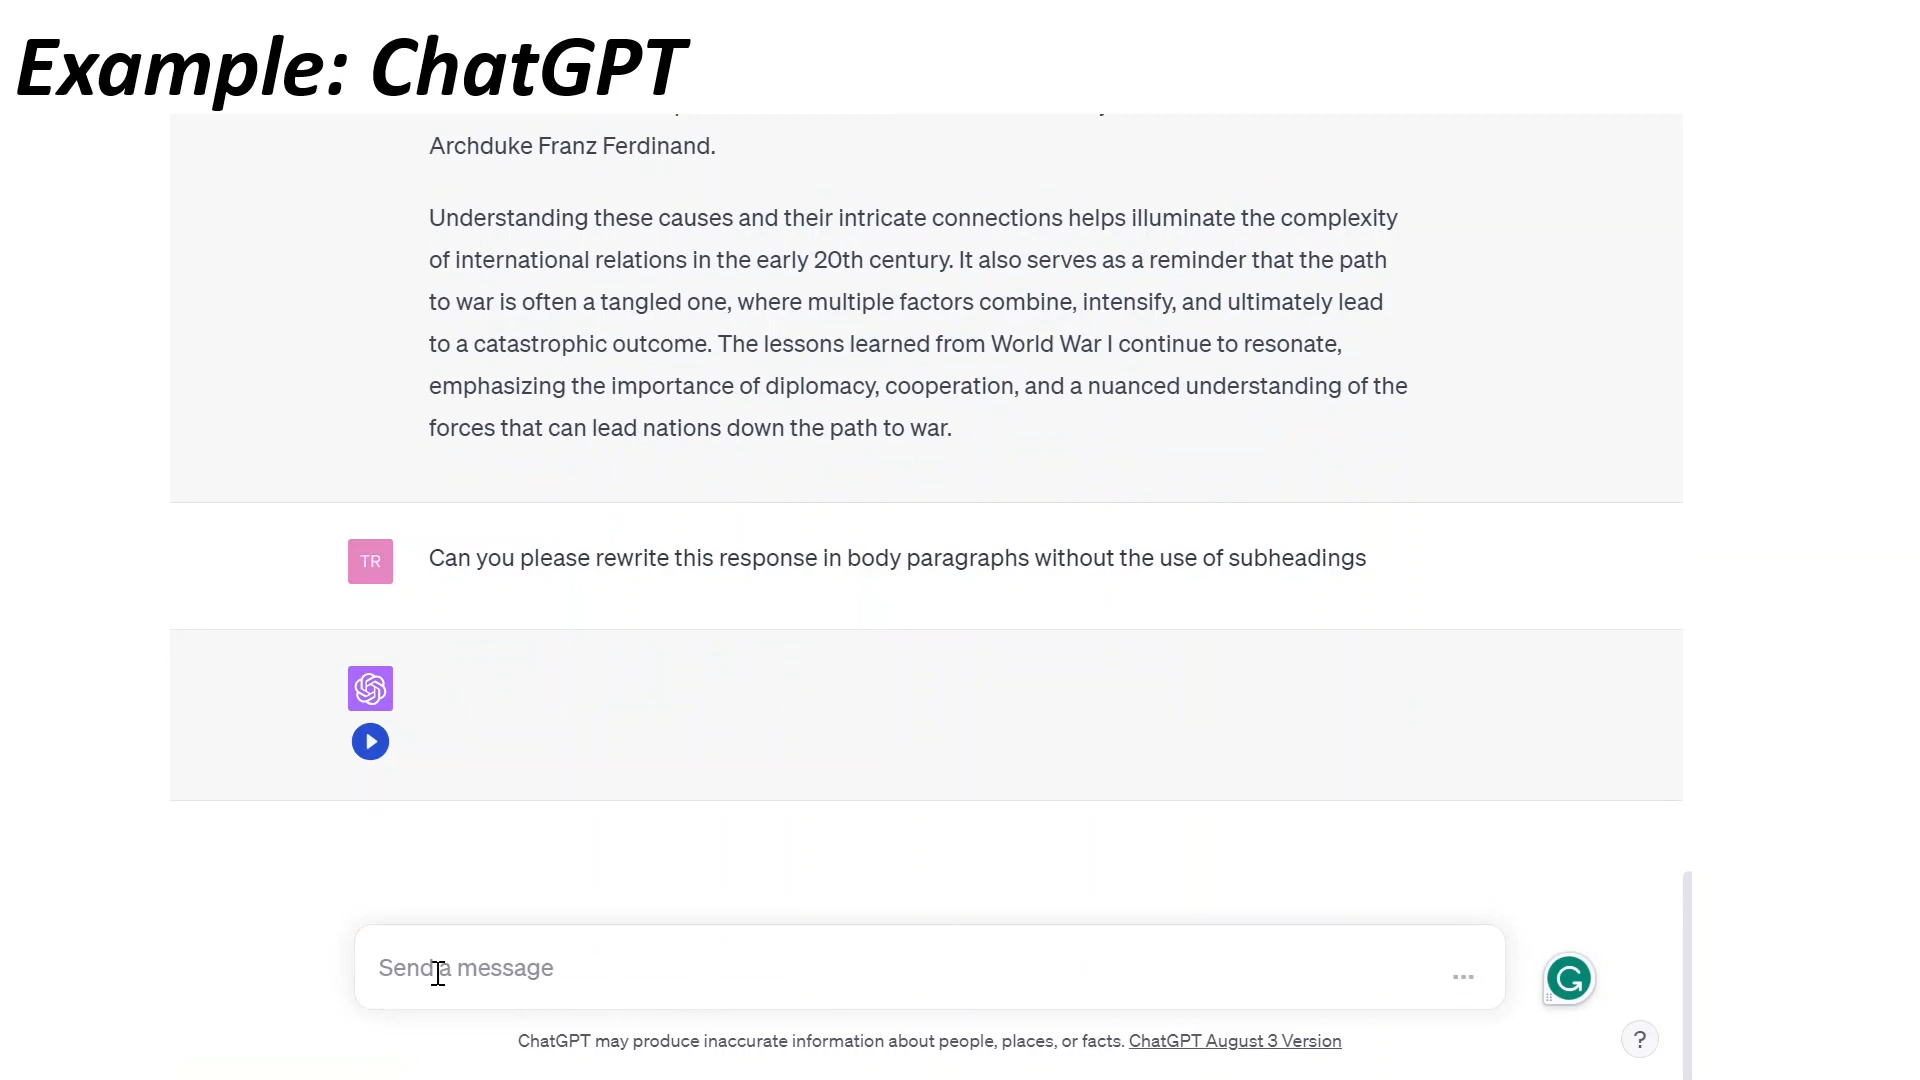 Example: ChatGPT
Archduke Franz Ferdinand.
Understanding these causes and their intricate connections helps illuminate the complexity
of international relations in the early 20th century. It also serves as a reminder that the path
to war is often a tangled one, where multiple factors combine, intensify, and ultimately lead
to a catastrophic outcome. The lessons learned from World War I continue to resonate,
emphasizing the importance of diplomacy, cooperation, and a nuanced understanding of the
forces that can lead nations down the path to war.
TR
Can you please rewrite this response in body paragraphs without the use of subheadings
Send a message
...
G
ChatGPT may produce inaccurate information about people, places, or facts. ChatGPT August 3 Version
?